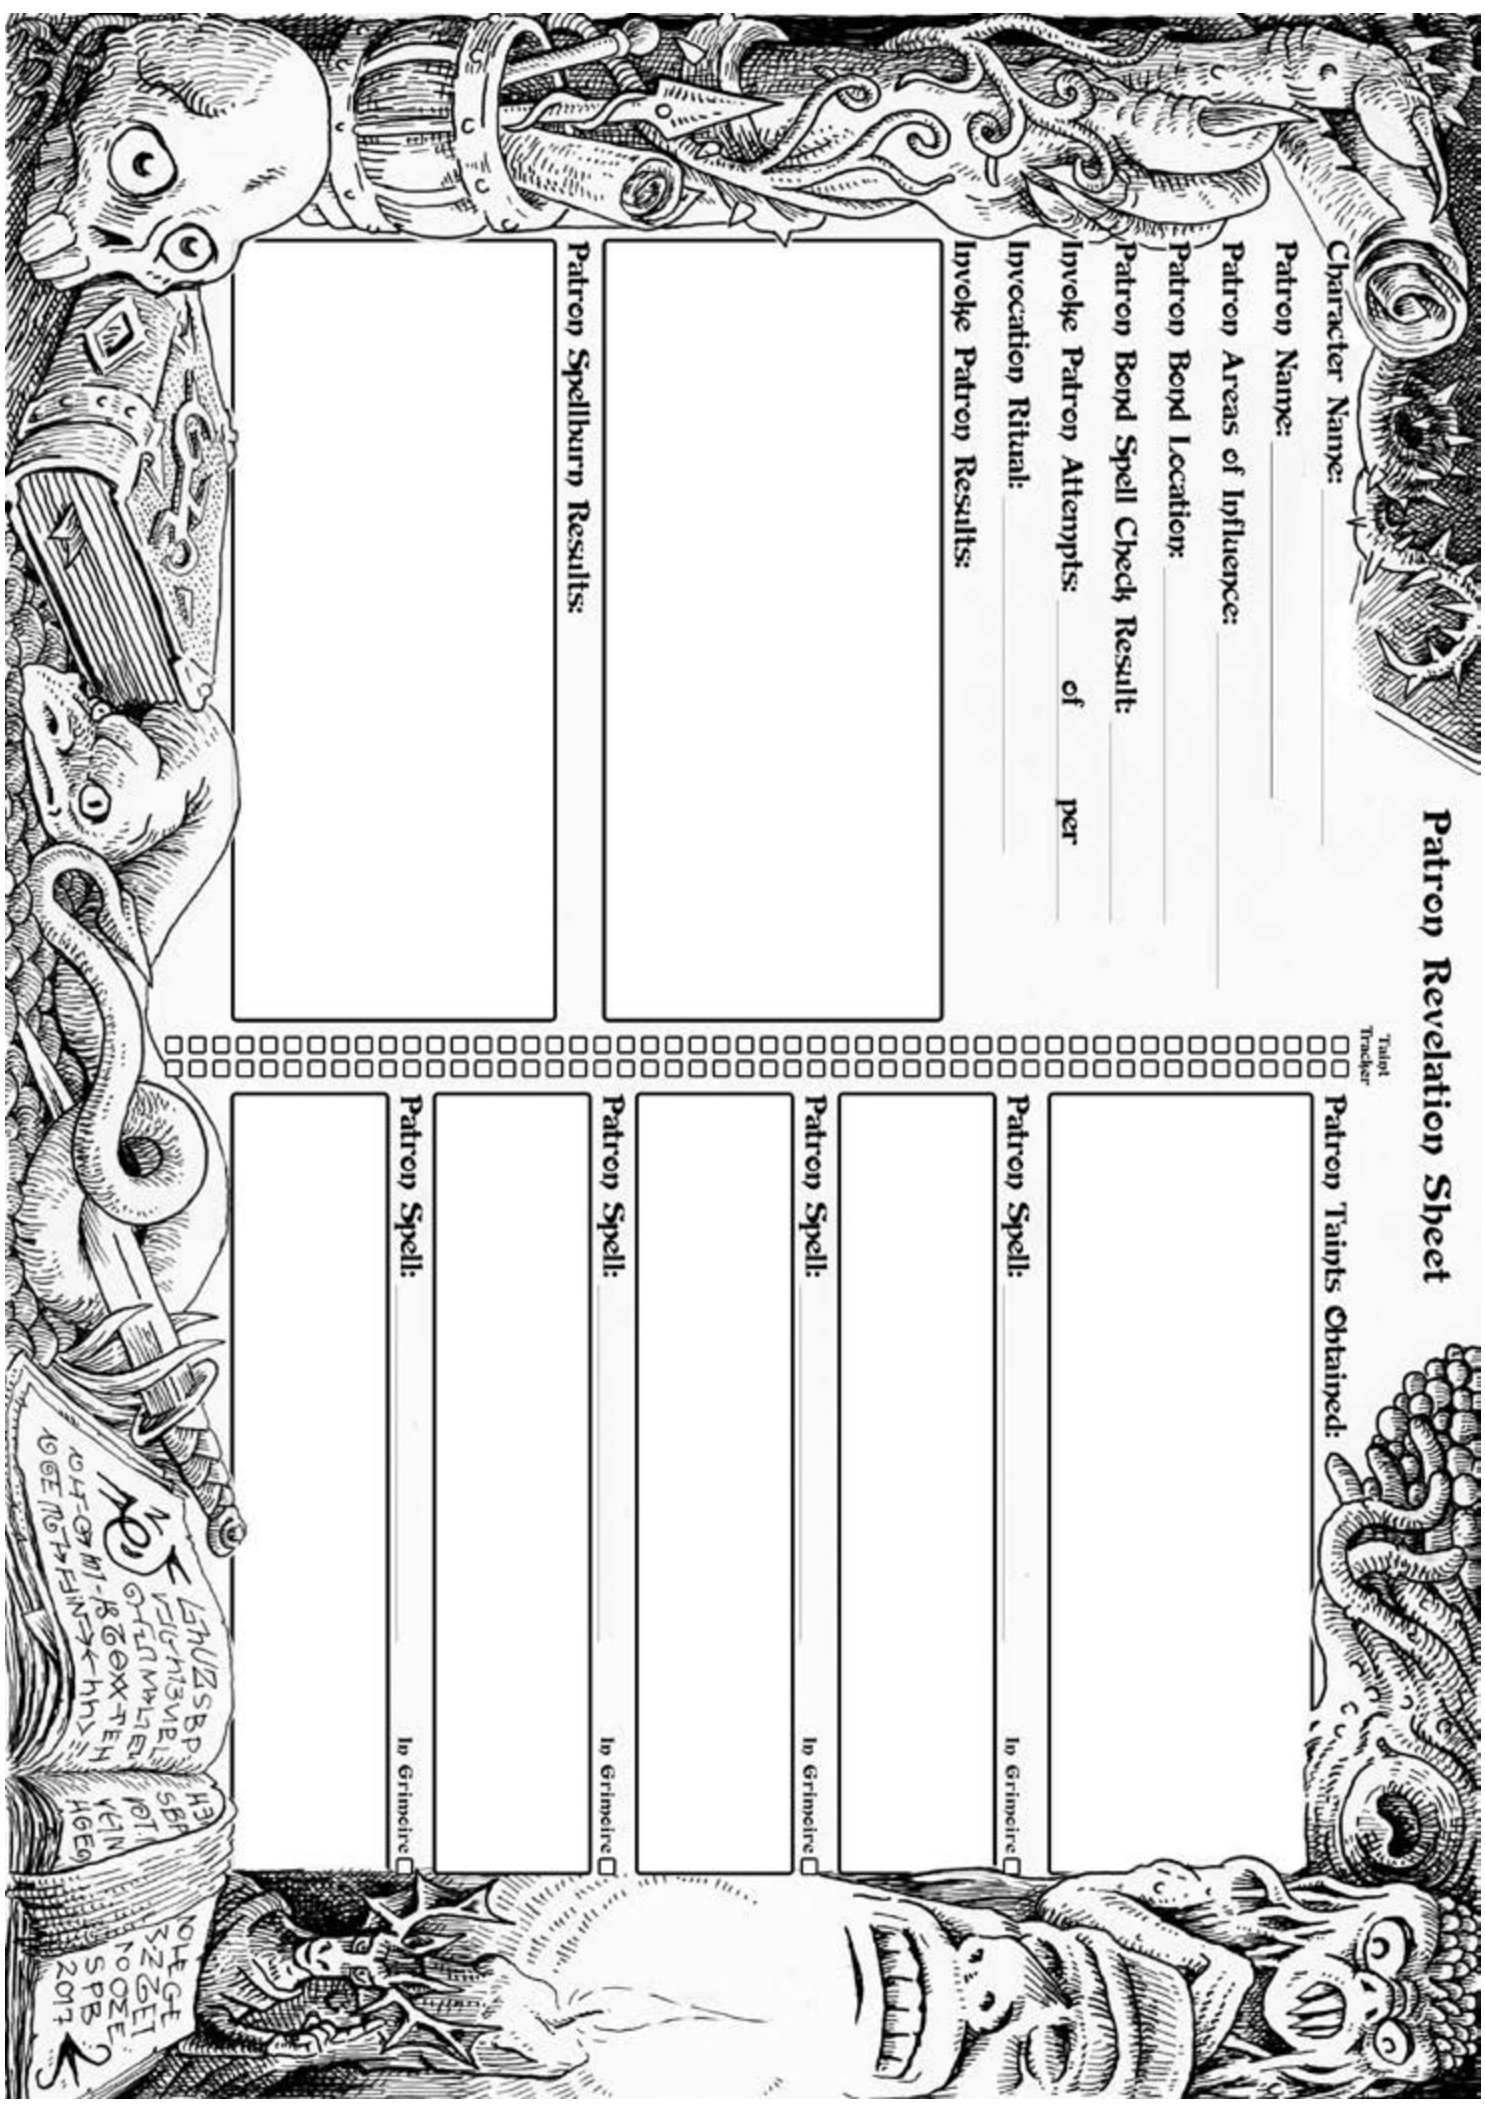 Patron Revelation Sheet
Character Name:
Patron Name:
Patron Areas of Influence:
Patron Bond Location:
Patron Bond Spell Check Result:
Invoke Patron Attempts: of per
Invocation Ritual:
Invoke Patron Results:
Patron Spellburn Results:
Taint
Tracker
Patron Taints Obtained:
Patron Spell: In Grimoire
Patron Spell: In Grimoire
Patron Spell: In Grimoire
Patron Spell: In Grimoire
SPB
2017